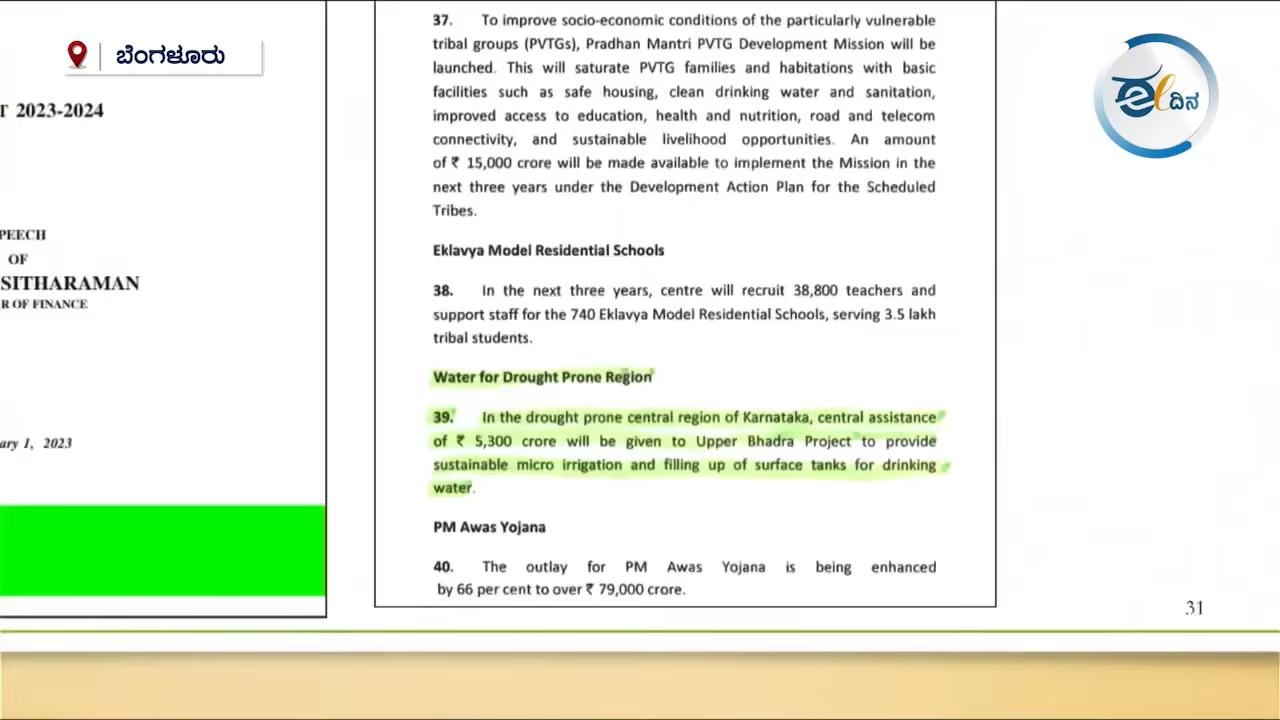 ಬೆಂಗಳೂರು
ದಿನ
T 2023-2024
PEECH
OF
SITHARAMAN
R OF FINANCE
ary 1, 2023
37. To improve socio-economic conditions of the particularly vulnerable
tribal groups (PVTGs), Pradhan Mantri PVTG Development Mission will be
launched. This will saturate PVTG families and habitations with basic
facilities such as safe housing, clean drinking water and sanitation,
improved access to education, health and nutrition, road and telecom
connectivity, and sustainable livelihood opportunities. An amount
of ₹ 15,000 crore will be made available to implement the Mission in the
next three years under the Development Action Plan for the Scheduled
Tribes.
Eklavya Model Residential Schools
38. In the next three years, centre will recruit 38,800 teachers and
support staff for the 740 Eklavya Model Residential Schools, serving 3.5 lakh
tribal students.
Water for Drought Prone Region
39. In the drought prone central region of Karnataka, central assistance
of ₹ 5,300 crore will be given to Upper Bhadra Project to provide
sustainable micro irrigation and filling up of surface tanks for drinking
water.
PM Awas Yojana
40. The outlay for PM Awas Yojana is being enhanced
by 66 per cent to over ₹ 79,000 crore.
31